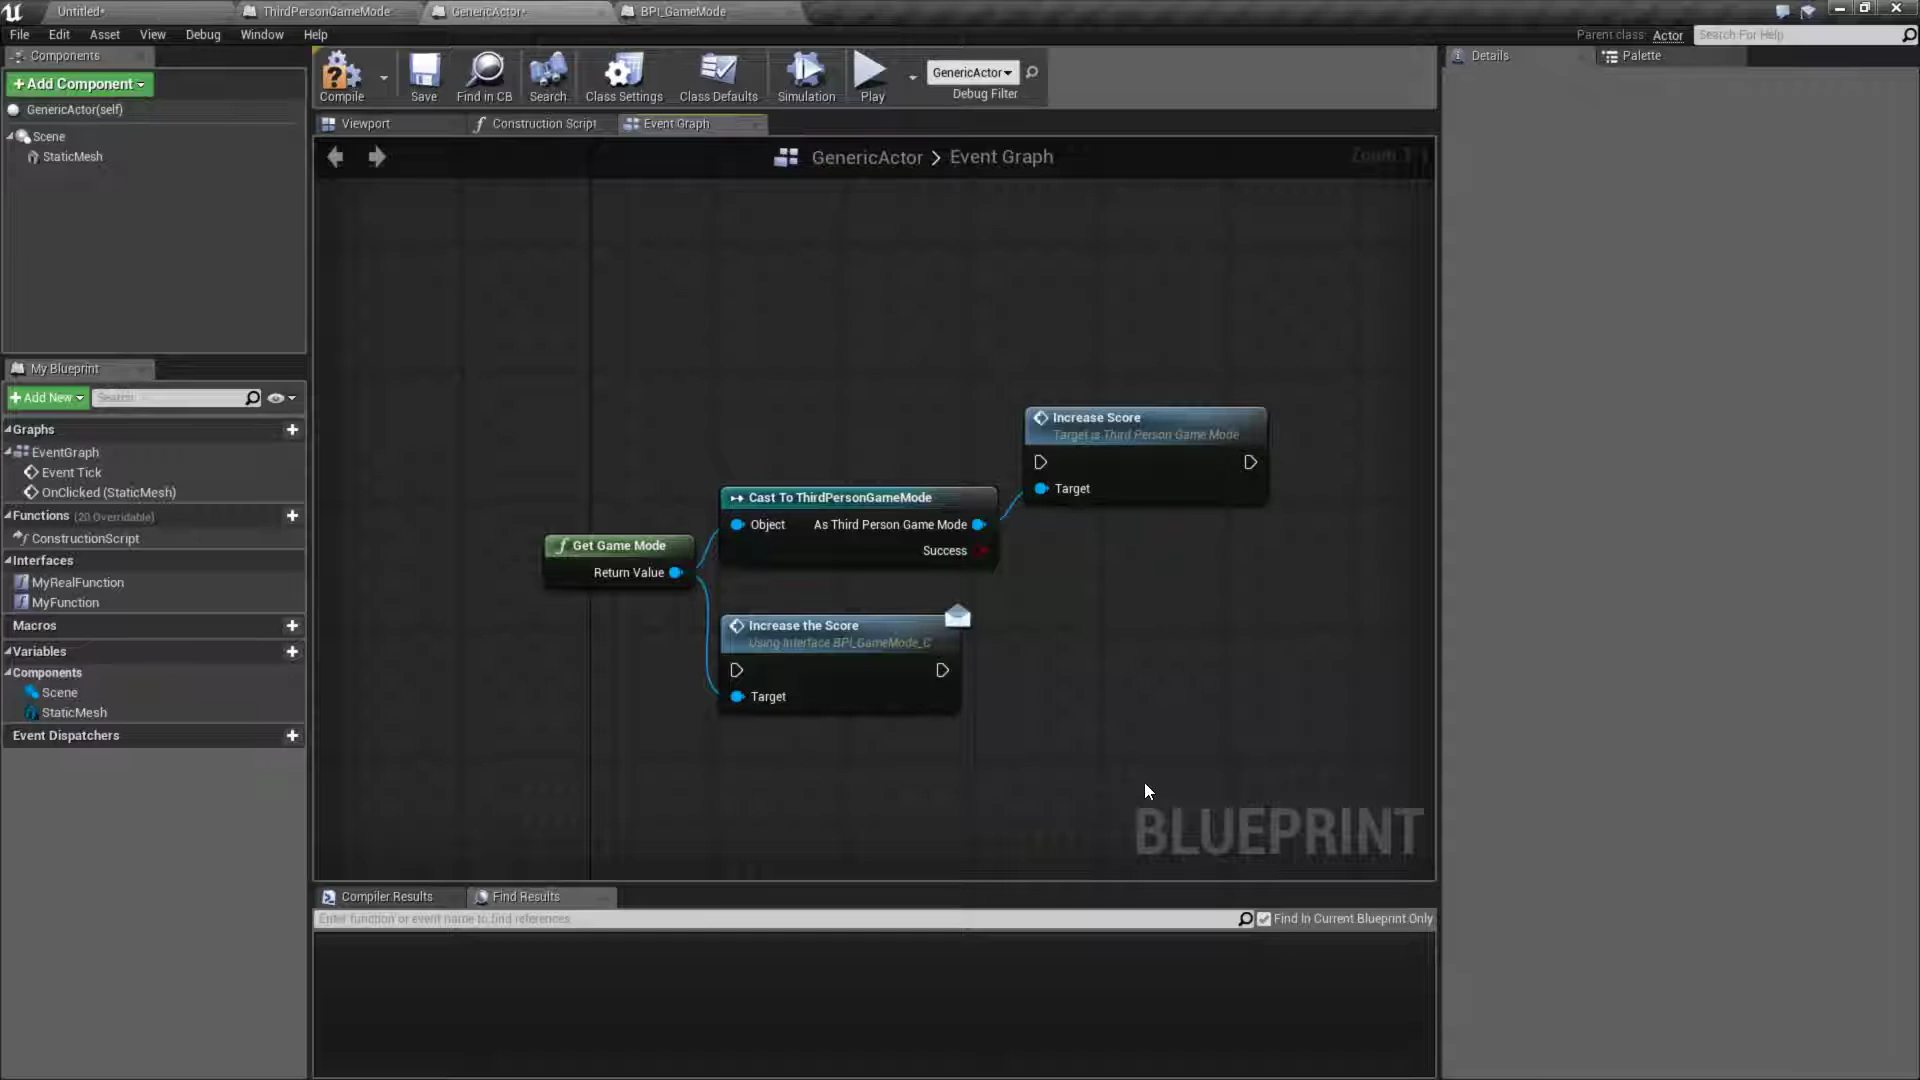 Untitled*
ThirdPersonGameMode
GenericActor*
BPI_GameMode
File Edit Asset View Debug Window Help
Parent class: Actor
Search For Help
Components
Details
Palette
+Add Component
Compile
Save
Find in CB
Search
Class Settings
Class Defaults
Simulation
Play
GenericActor
Debug Filter
GenericActor(self)
Scene
StaticMesh
Viewport
Construction Script
Event Graph
GenericActor > Event Graph
Zoom 1:1
My Blueprint
+Add New
Search
Graphs
EventGraph
Event Tick
OnClicked (StaticMesh)
Functions (20 Overridable)
ConstructionScript
Interfaces
MyRealFunction
MyFunction
Macros
Variables
Components
Scene
StaticMesh
Event Dispatchers
Increase Score
Target is Third Person Game Mode
Target
Cast To ThirdPersonGameMode
Object
As Third Person Game Mode
Success
Get Game Mode
Return Value
Increase the Score
Using Interface BPI_GameMode_C
Target
BLUEPRINT
Compiler Results
Find Results
Enter function or event name to find references
Find In Current Blueprint Only